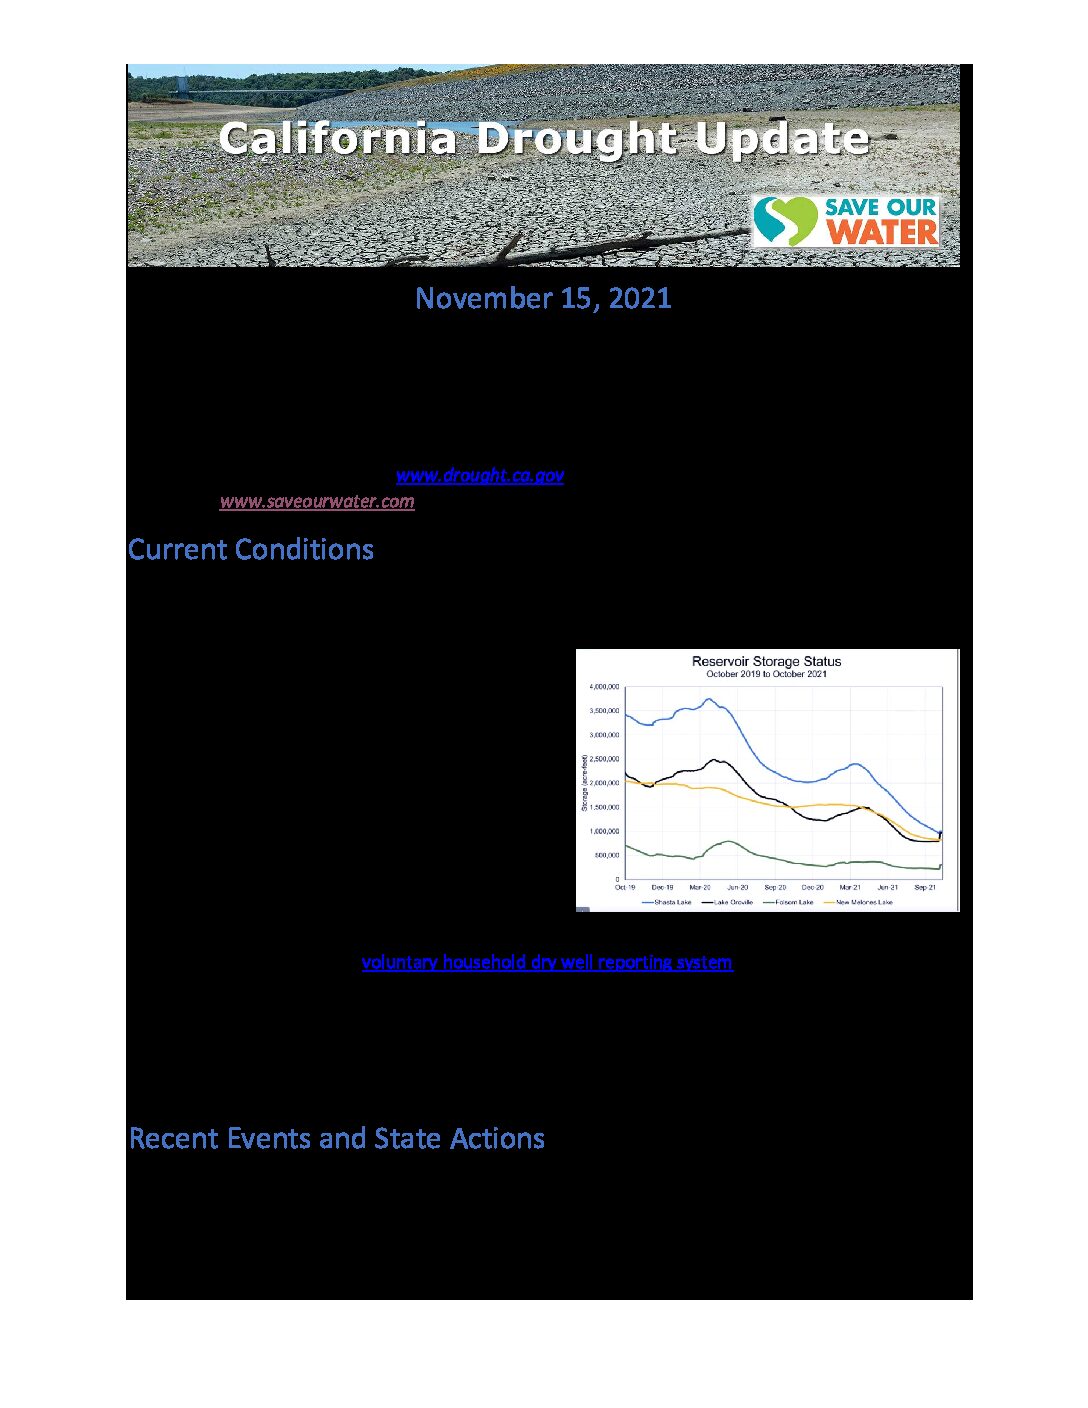 California Drought Update
SAVE OUR
WATER
November 15, 2021
www.drought.ca.gov
www.saveourwater.com
Current Conditions
Reservoir Storage Status
October 2019 to October 2021
Storage (acre-feet)
4,000,000
3,500,000
3,000,000
2,500,000
2,000,000
1,500,000
1,000,000
500,000
0
Oct-19 Dec-19 Mar-20 Jun-20 Sep-20 Dec-20 Mar-21 Jun-21 Sep-21
Shasta Lake Lake Oroville Folsom Lake New Melones Lake
voluntary household dry well reporting system
Recent Events and State Actions